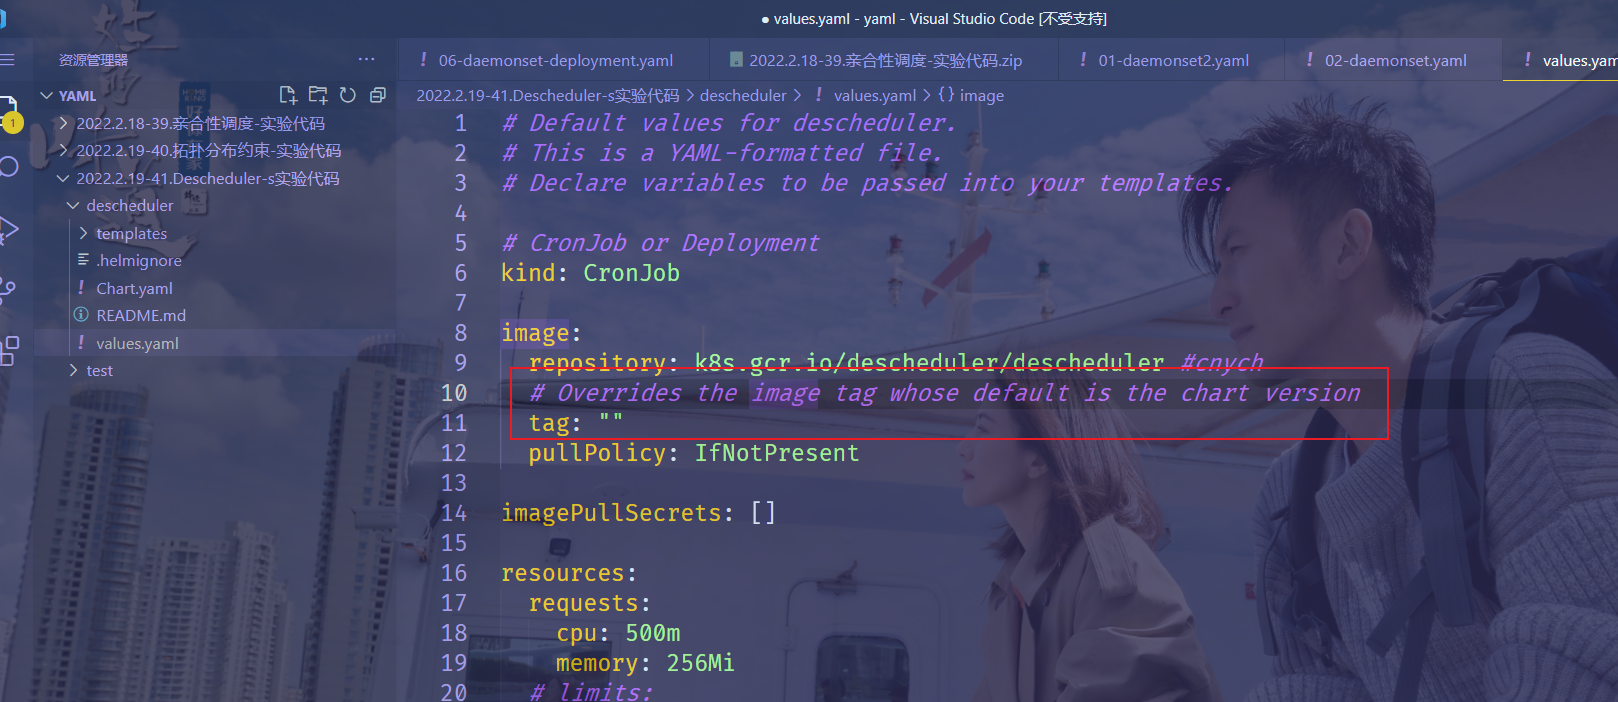 ● values.yaml - yaml - Visual Studio Code [不受支持]
资源管理器 ···
! 06-daemonset-deployment.yaml
2022.2.18-39.亲合性调度-实验代码.zip
! 01-daemonset2.yaml
! 02-daemonset.yaml
! values.yam
YAML
2022.2.19-41.Descheduler-s实验代码 > descheduler > ! values.yaml > {} image
1
2022.2.18-39.亲合性调度-实验代码
2022.2.19-40.拓扑分布约束-实验代码
2022.2.19-41.Descheduler-s实验代码
descheduler
templates
.helmignore
! Chart.yaml
README.md
! values.yaml
test
1 # Default values for descheduler.
2 # This is a YAML-formatted file.
3 # Declare variables to be passed into your templates.
4
5 # CronJob or Deployment
6 kind: CronJob
7
8 image:
9 repository: k8s.gcr.io/descheduler/descheduler #cnych
10 # Overrides the image tag whose default is the chart version
11 tag: ""
12 pullPolicy: IfNotPresent
13
14 imagePullSecrets: []
15
16 resources:
17 requests:
18 cpu: 500m
19 memory: 256Mi
20 # limits: